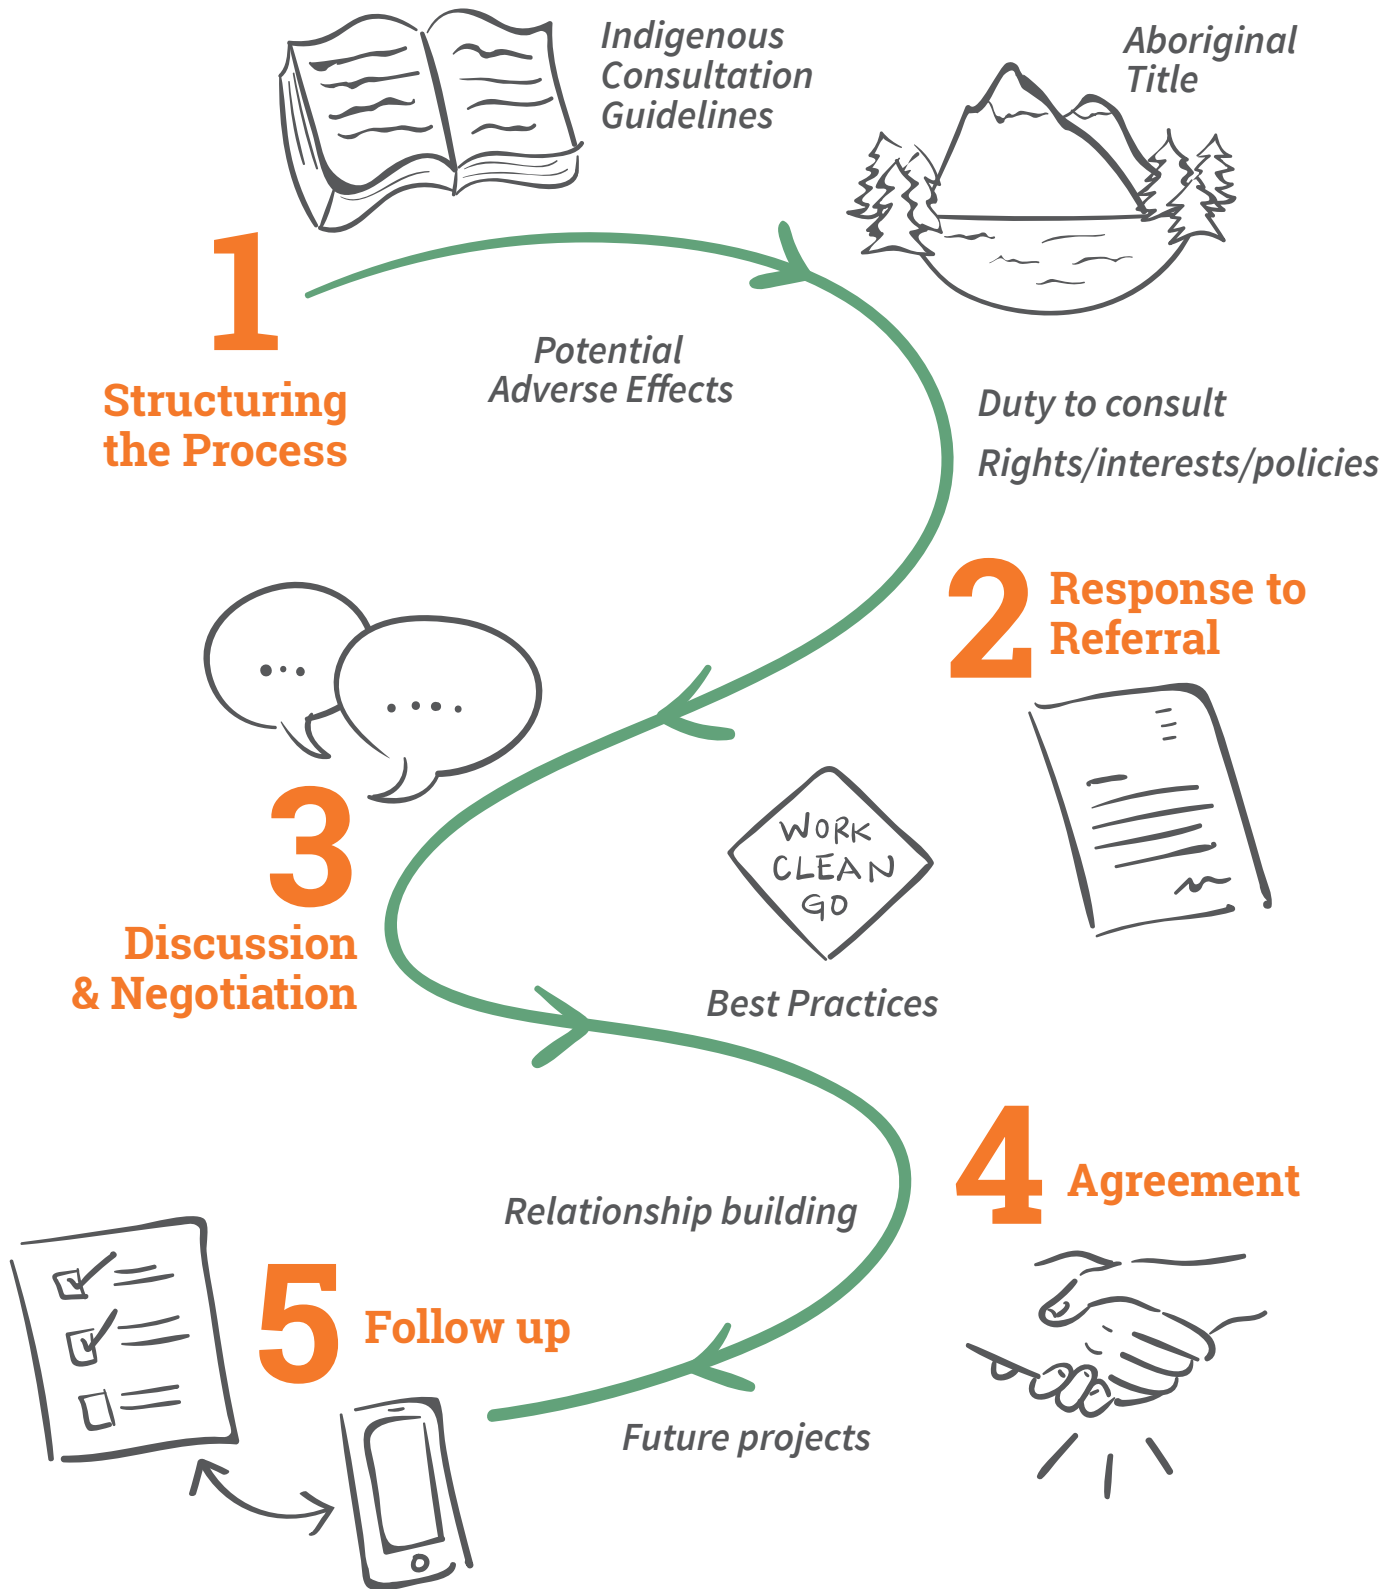 Indigenous
Consultation
Guidelines
Aboriginal
Title
1
Structuring
the Process
Potential
Adverse Effects
Duty to consult
Rights/interests/policies
2
Response to
Referral
3
Discussion
& Negotiation
WORK
CLEAN
GO
Best Practices
4
Agreement
Relationship building
5
Follow up
Future projects